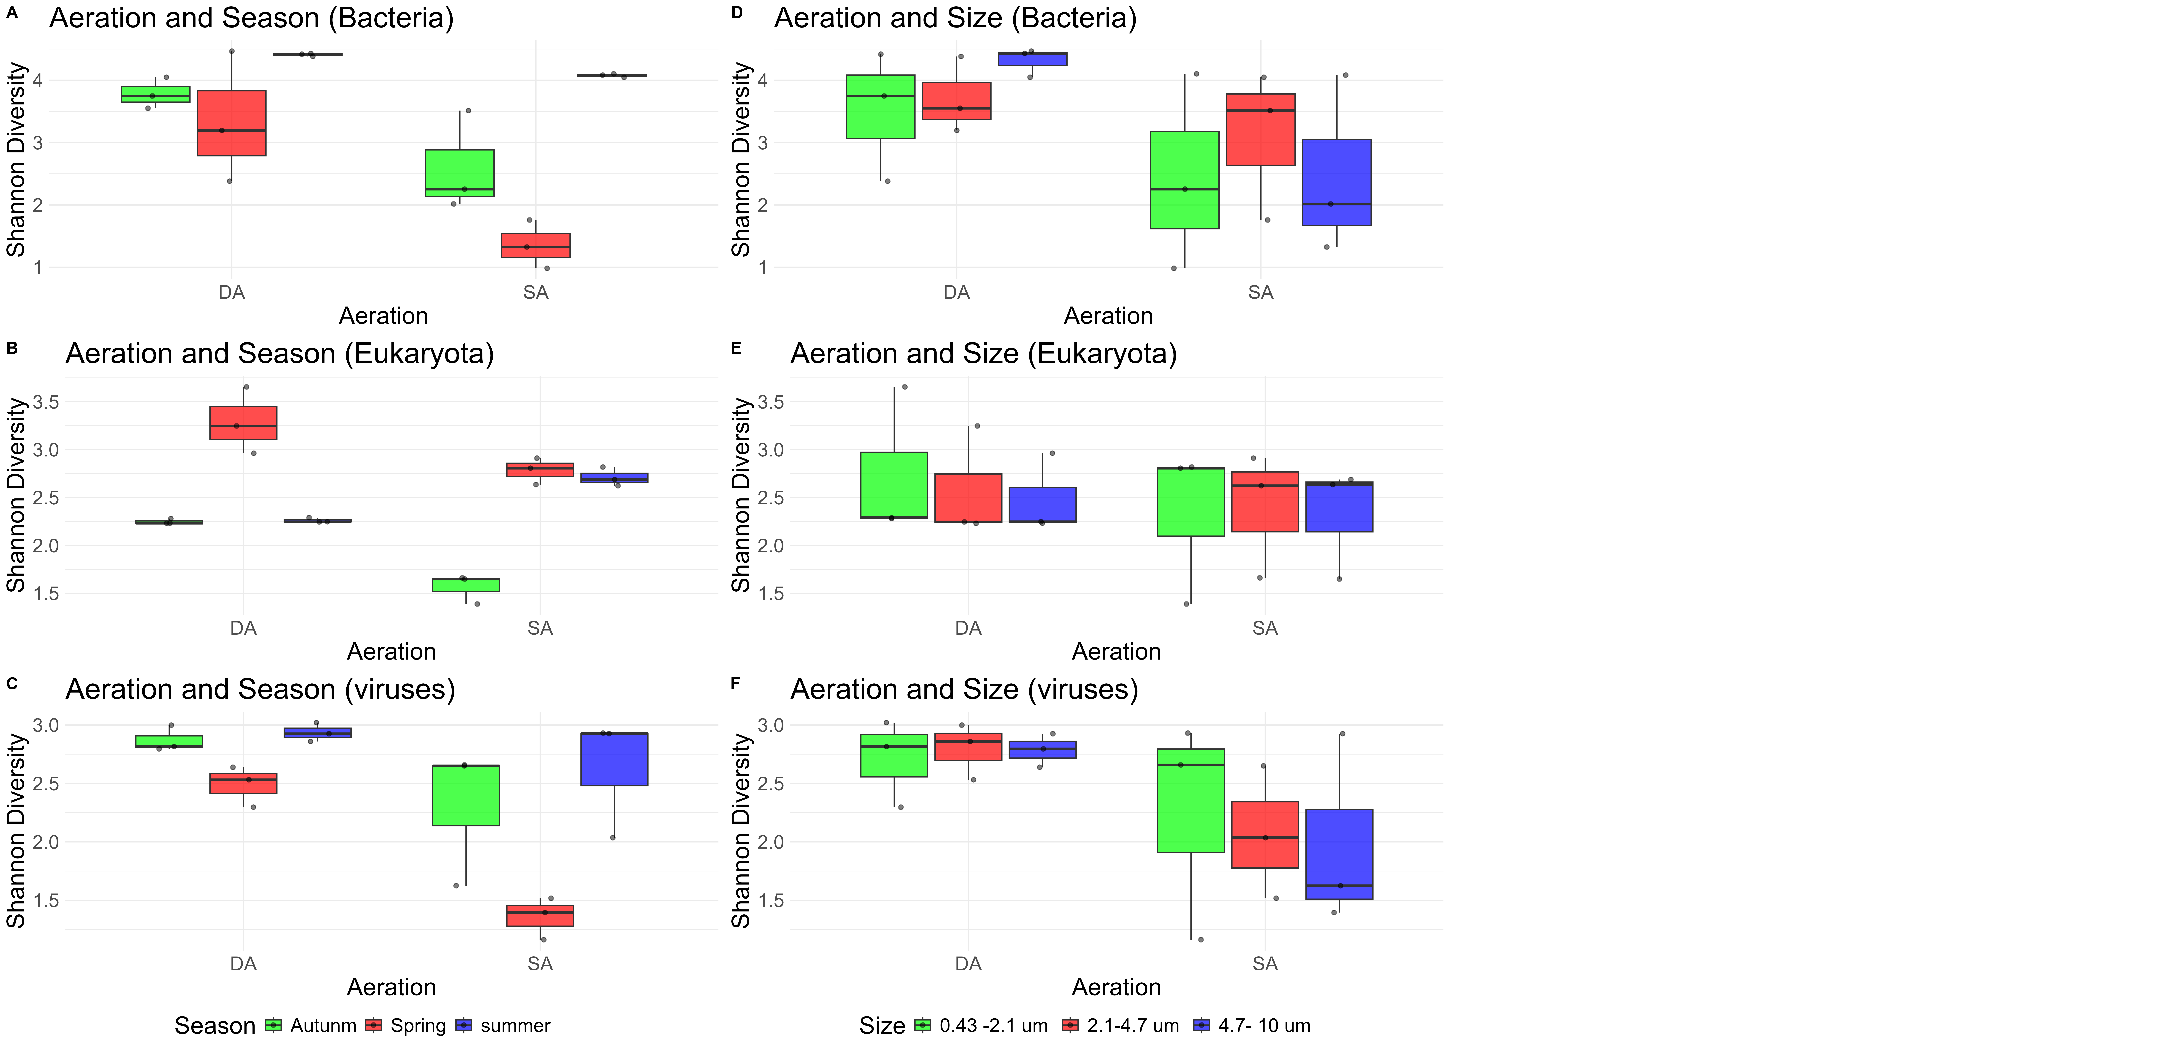 A
Aeration and Season (Bacteria)
Shannon Diversity
4
3
2
1
DA
SA
Aeration
B
Aeration and Season (Eukaryota)
Shannon Diversity
3.5
3.0
2.5
2.0
1.5
DA
SA
Aeration
C
Aeration and Season (viruses)
Shannon Diversity
3.0
2.5
2.0
1.5
DA
SA
Aeration
Season Autunm Spring summer
D
Aeration and Size (Bacteria)
Shannon Diversity
4
3
2
1
DA
SA
Aeration
E
Aeration and Size (Eukaryota)
Shannon Diversity
3.5
3.0
2.5
2.0
1.5
DA
SA
Aeration
F
Aeration and Size (viruses)
Shannon Diversity
3.0
2.5
2.0
1.5
DA
SA
Aeration
Size 0.43 -2.1 um 2.1-4.7 um 4.7- 10 um